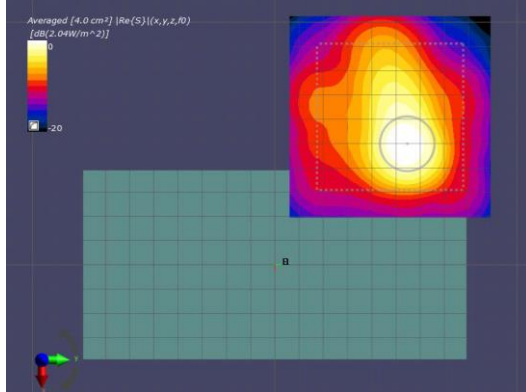 Averaged [4.0 cm²] |Re{S}|(x,y,z,f0)
[dB(2.04W/m^2)]
0
-20
B
Y